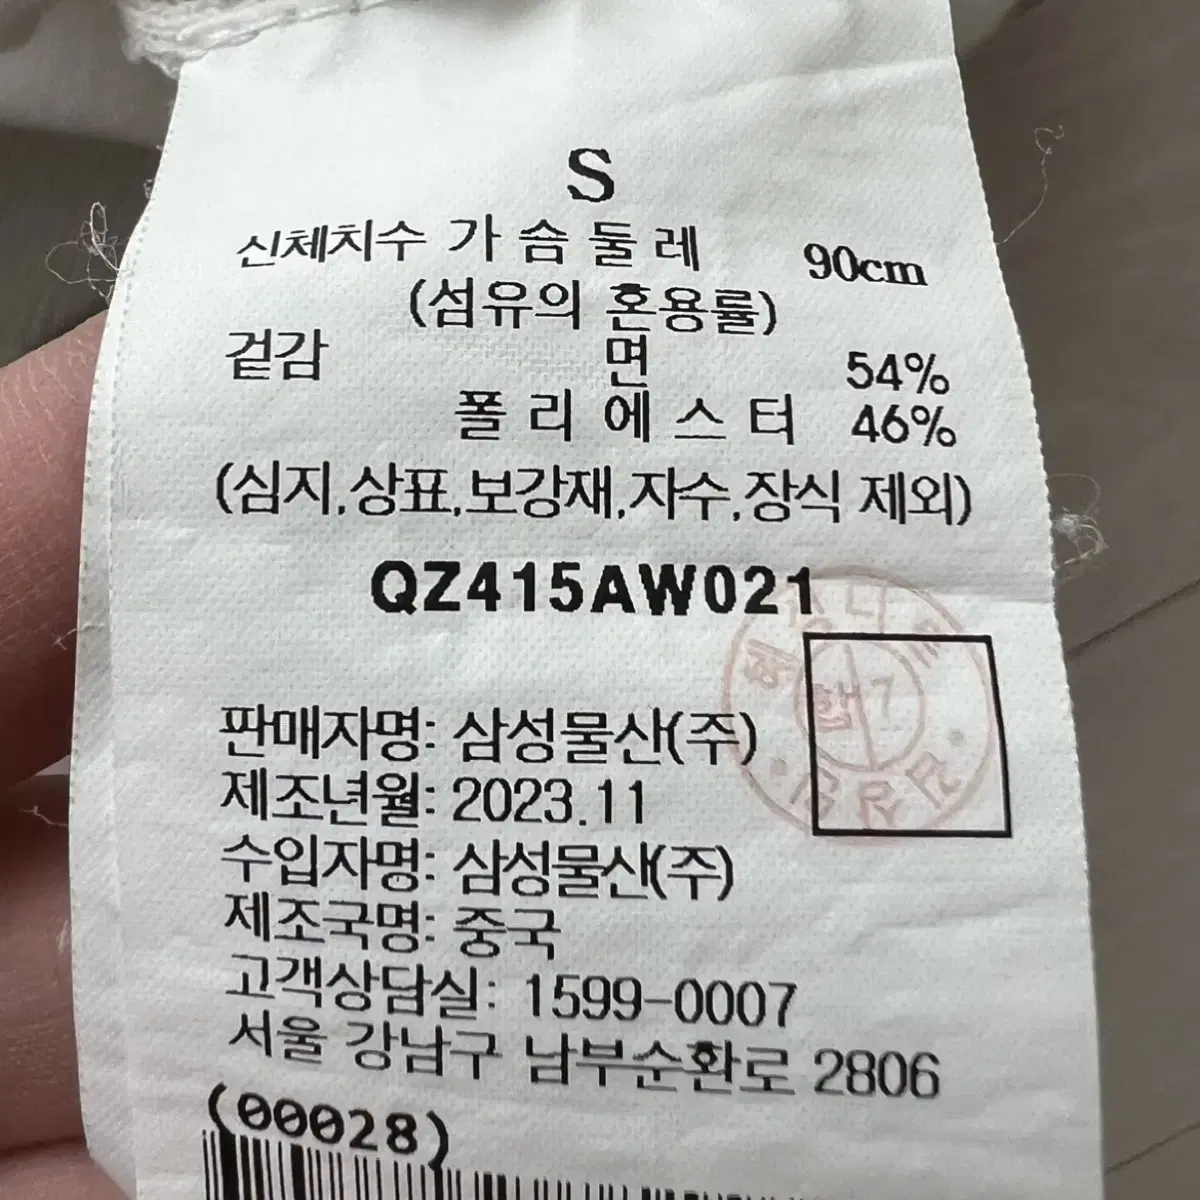 S
신체치수 가슴둘레 90cm
(섬유의 혼용률)
겉감 면 54%
폴리에스터 46%
(심지,상표,보강재,자수,장식 제외)
QZ415AW021
판매자명: 삼성물산(주)
제조년월: 2023.11
수입자명: 삼성물산(주)
제조국명: 중국
고객상담실: 1599-0007
서울 강남구 남부순환로 2806
(00028)